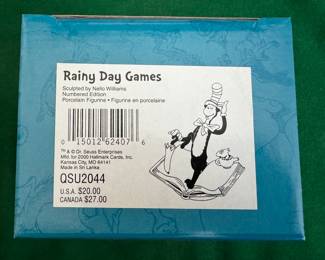 Rainy Day Games
Sculpted by Nello Williams
Numbered Edition
Porcelain Figurine • Figurine en porcelaine
0 15012 62407 6
™ & © Dr. Seuss Enterprises
Mfd. for 2000 Hallmark Cards, Inc.
Kansas City, MO 64141
Made in Sri Lanka
QSU2044
U.S.A. $20.00
CANADA $27.00